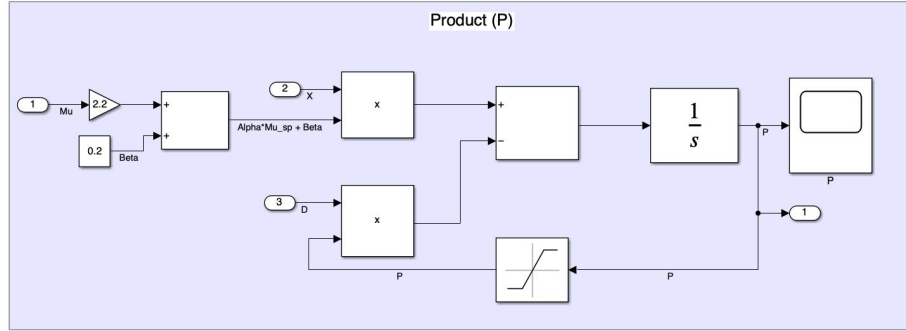 Product (P)
1
Mu
2.2
+
+
0.2
Beta
Alpha*Mu_sp + Beta
2
X
x
3
D
x
+
−
1
s
P
P
1
P
P